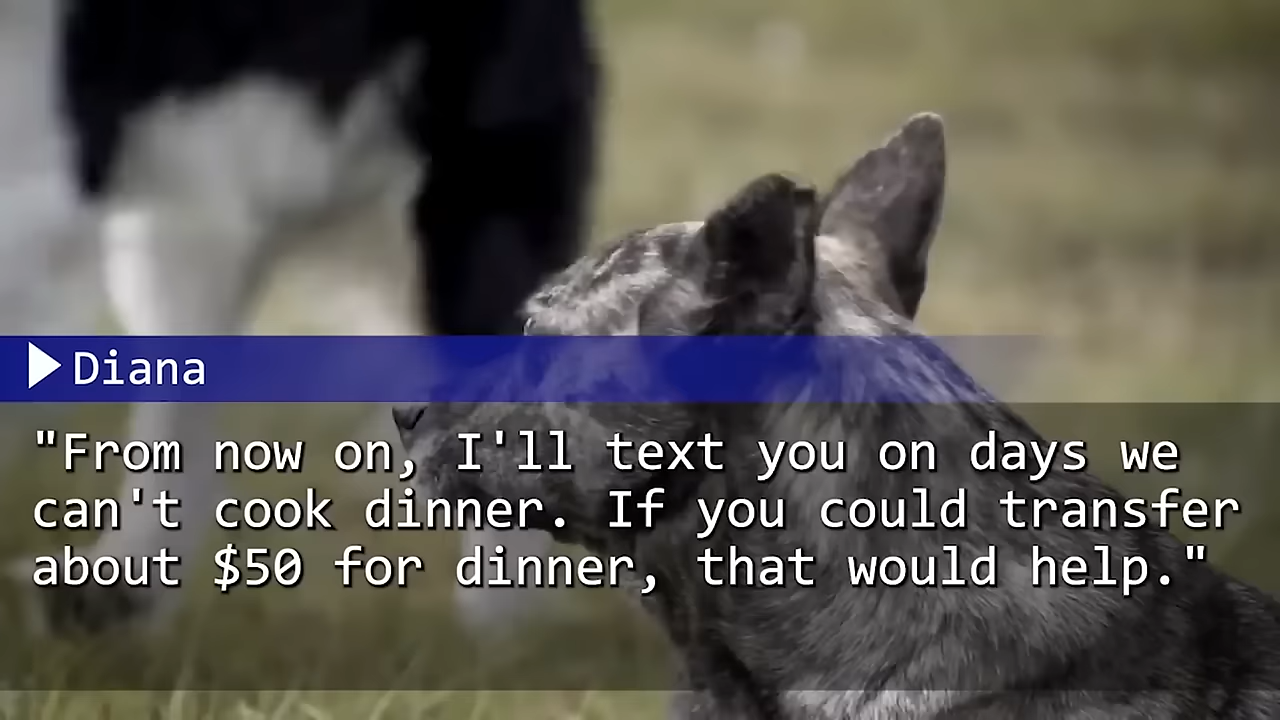 Diana
"From now on, I'll text you on days we
can't cook dinner. If you could transfer
about $50 for dinner, that would help."